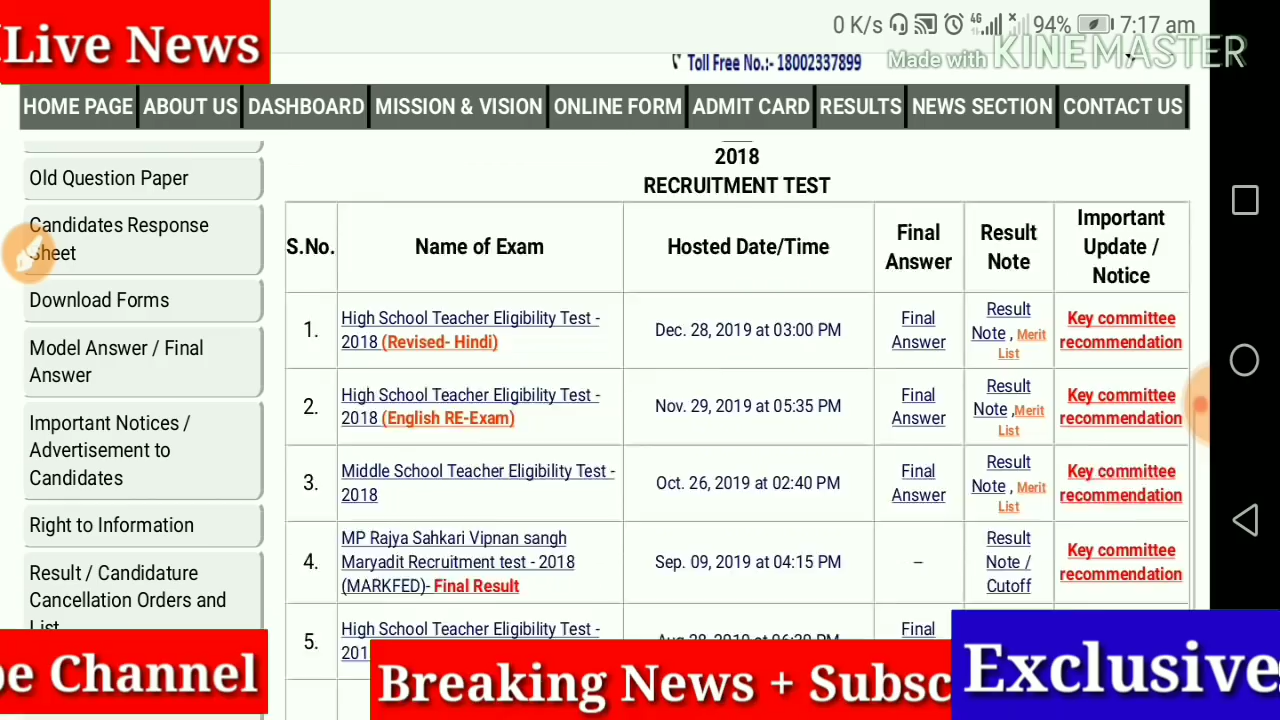 Live News
0 K/s 4G 94% 7:17 am
Made with KINEMASTER
Toll Free No.:- 18002337899
HOME PAGE ABOUT US DASHBOARD MISSION & VISION ONLINE FORM ADMIT CARD RESULTS NEWS SECTION CONTACT US
Old Question Paper
Candidates Response
Sheet
Download Forms
Model Answer / Final
Answer
Important Notices /
Advertisement to
Candidates
Right to Information
Result / Candidature
Cancellation Orders and
List
2018
RECRUITMENT TEST
S.No. Name of Exam Hosted Date/Time Final
Answer Result
Note Important
Update /
Notice
1. High School Teacher Eligibility Test -
2018 (Revised- Hindi) Dec. 28, 2019 at 03:00 PM Final
Answer Result
Note , Merit
List Key committee
recommendation
2. High School Teacher Eligibility Test -
2018 (English RE-Exam) Nov. 29, 2019 at 05:35 PM Final
Answer Result
Note ,Merit
List Key committee
recommendation
3. Middle School Teacher Eligibility Test -
2018 Oct. 26, 2019 at 02:40 PM Final
Answer Result
Note , Merit
List Key committee
recommendation
4. MP Rajya Sahkari Vipnan sangh
Maryadit Recruitment test - 2018
(MARKFED)- Final Result Sep. 09, 2019 at 04:15 PM – Result
Note /
Cutoff Key committee
recommendation
5. High School Teacher Eligibility Test -
201 Final
pe Channel
Breaking News + Subsc
Exclusive